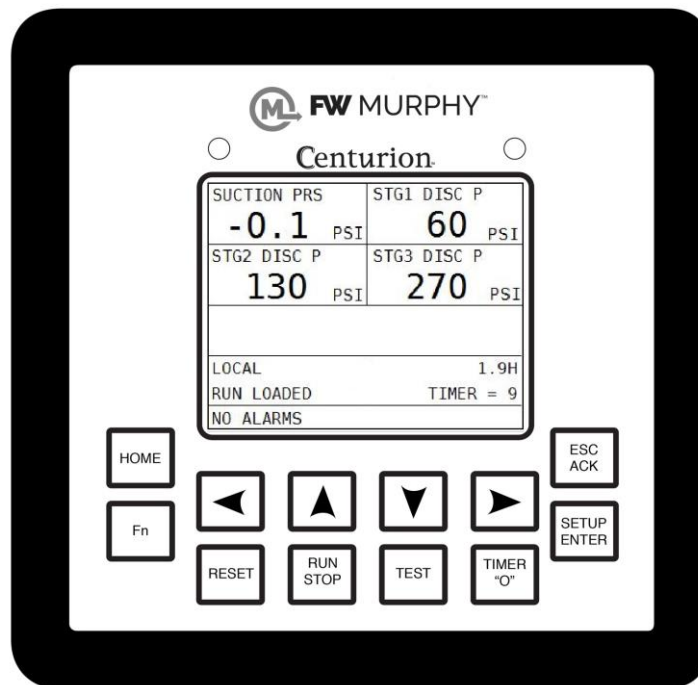 M FW MURPHY™
Centurion
SUCTION PRS STG1 DISC P
-0.1 PSI 60 PSI
STG2 DISC P STG3 DISC P
130 PSI 270 PSI
LOCAL 1.9H
RUN LOADED TIMER = 9
NO ALARMS
HOME
ESC
ACK
Fn
SETUP
ENTER
RESET
RUN
STOP
TEST
TIMER
"O"